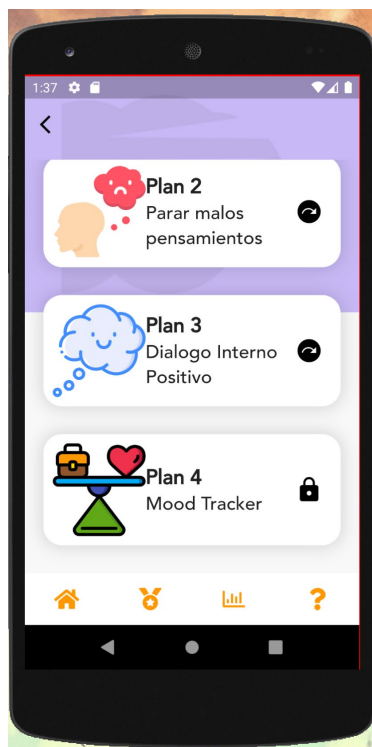 1:37
Plan 2
Parar malos
pensamientos
Plan 3
Dialogo Interno
Positivo
Plan 4
Mood Tracker